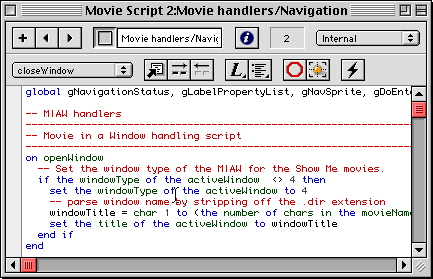 Movie Script 2:Movie handlers/Navigation
Movie handlers/Navig
2
Internal
closeWindow
L
global gNavigationStatus, gLabelPropertyList, gNavSprite, gDoEnte
-- MIAW handlers
-- Movie in a Window handling script
on openWindow
-- Set the window type of the MIAW for the Show Me movies.
if the windowType of the activeWindow <> 4 then
set the windowType of the activeWindow to 4
-- parse window name by stripping off the .dir extension
windowTitle = char 1 to (the number of chars in the movieName
set the title of the activeWindow to windowTitle
end if
end